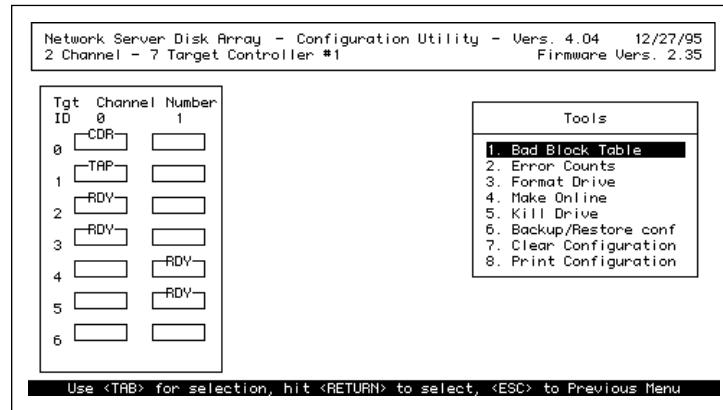 Network Server Disk Array - Configuration Utility - Vers. 4.04 12/27/95
2 Channel - 7 Target Controller #1 Firmware Vers. 2.35
Tgt Channel Number
ID 0 1
CDR
0
TAP
1
RDY
2
RDY
3
RDY
4
RDY
5
6
Tools
1. Bad Block Table
2. Error Counts
3. Format Drive
4. Make Online
5. Kill Drive
6. Backup/Restore conf
7. Clear Configuration
8. Print Configuration
Use <TAB> for selection, hit <RETURN> to select, <ESC> to Previous Menu